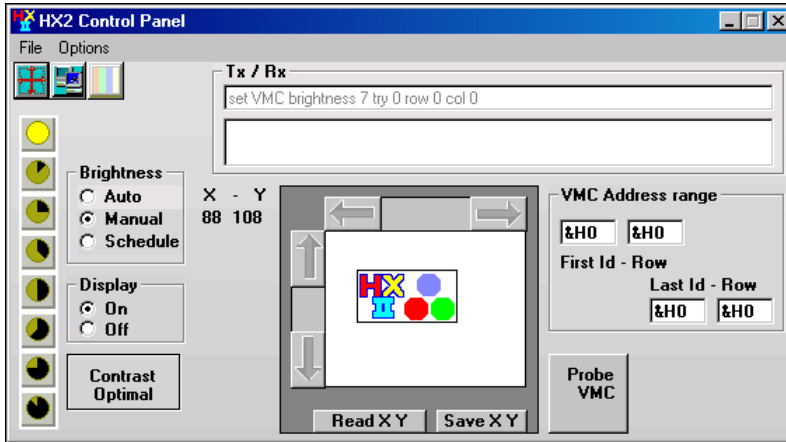 HX2 Control Panel
File Options
Tx / Rx
set VMC brightness 7 try 0 row 0 col 0
Brightness
Auto
Manual
Schedule
X - Y
88 108
Display
On
Off
Contrast
Optimal
HX
II
Read X Y
Save X Y
VMC Address range
&H0 &H0
First Id - Row
Last Id - Row
&H0 &H0
Probe
VMC